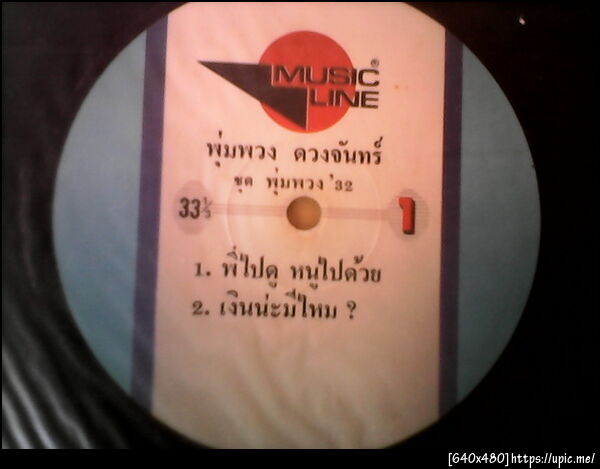 MUSIC®
LINE
พุ่มพวง ดวงจันทร์
ชุด พุ่มพวง '32
33⅓ 1
1. พี่ไปดู หนูไปด้วย
2. เงินน่ะมีไหม ?
[640x480]https://upic.me/